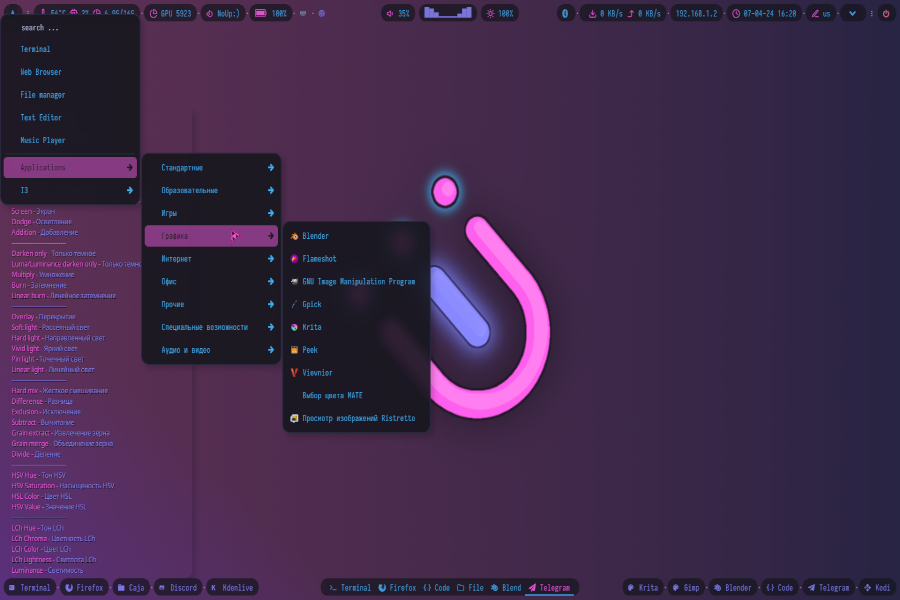 GPU 5923
NoUp:)
100%
35%
100%
0 KB/s
0 KB/s
192.168.1.2
07-04-24 16:20
us
search ...
Terminal
Web Browser
File manager
Text Editor
Music Player
Applications
I3
Стандартные
Образовательные
Игры
Графика
Интернет
Офис
Прочие
Специальные возможности
Аудио и видео
Blender
Flameshot
GNU Image Manipulation Program
Gpick
Krita
Peek
Viewnior
Выбор цвета MATE
Просмотр изображений Ristretto
Screen - Экран
Dodge - Осветление
Addition - Добавление
Darken only - Только темное
Luma/Luminance darken only - Только темно
Multiply - Умножение
Burn - Затемнение
Linear burn - Линейное затемнение
Overlay - Перекрытие
Soft light - Рассеяный свет
Hard light - Направленный свет
Vivid light - Яркий свет
Pin light - Точечный свет
Linear light - Линейный свет
Hard mix - Жесткое смешивание
Difference - Разница
Exclusion - Исключение
Subtract - Вычитание
Grain extract - Извлечение зерна
Grain merge - Объединение зерна
Divide - Деление
HSV Hue - Тон HSV
HSV Saturation - Насыщеность HSV
HSL Color - Цвет HSL
HSV Value - Значение HSL
LCh Hue - Тон LCh
LCh Chroma - Цветность LCh
LCh Color - Цвет LCh
LCh Lightness - Светлота LCh
Luminance - Светимость
Terminal
Firefox
Caja
Discord
Kdenlive
Terminal
Firefox
Code
File
Blend
Telegram
Krita
Gimp
Blender
Code
Telegram
Kodi